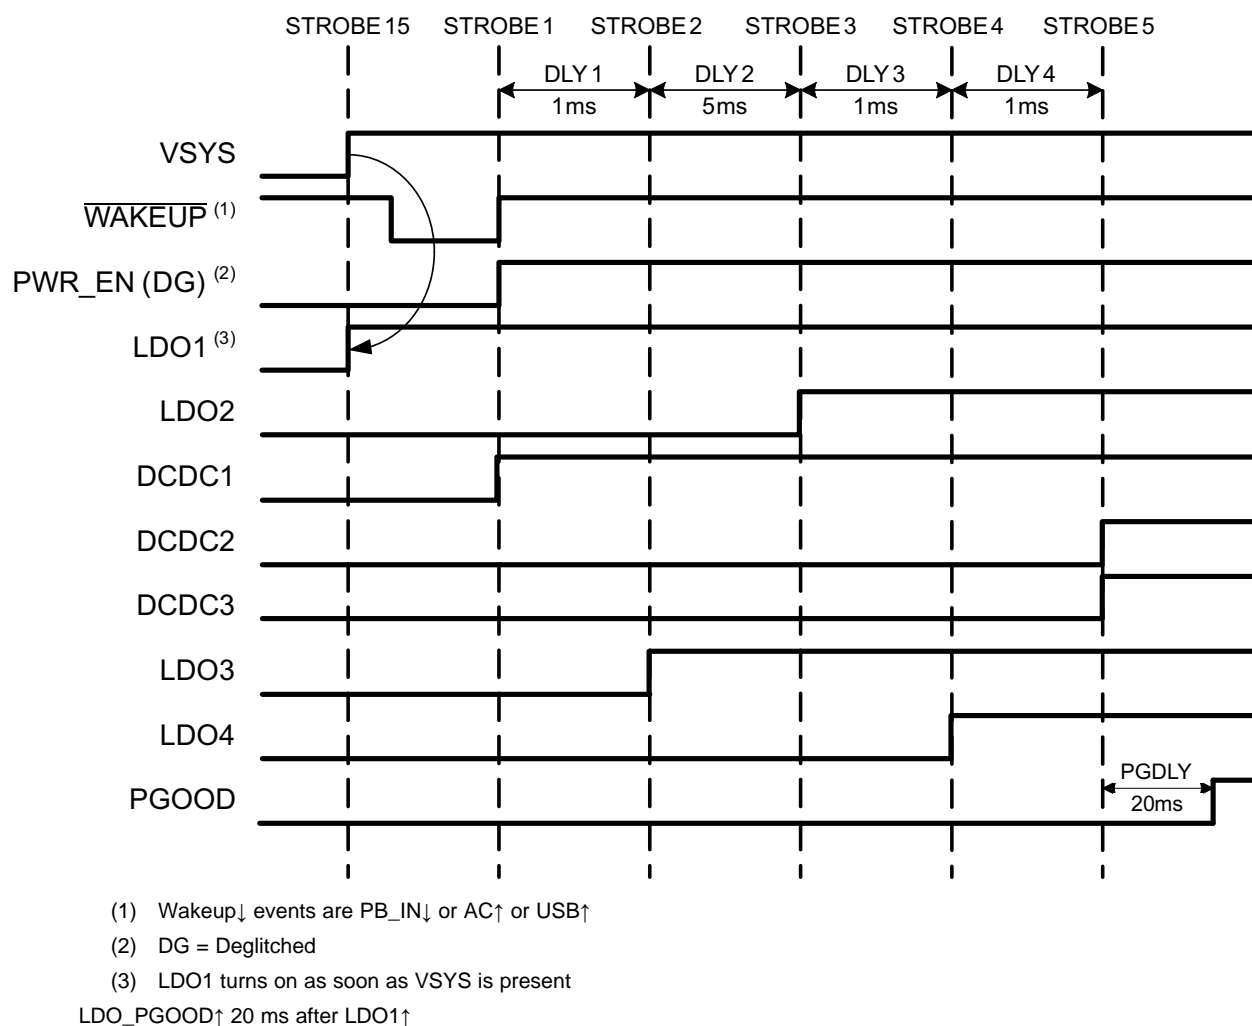 STROBE 15 STROBE 1 STROBE 2 STROBE 3 STROBE 4 STROBE 5
DLY 1 DLY 2 DLY 3 DLY 4
1ms 5ms 1ms 1ms
VSYS
WAKEUP (1)
PWR_EN (DG) (2)
LDO1 (3)
LDO2
DCDC1
DCDC2
DCDC3
LDO3
LDO4
PGDLY
PGOOD
20ms
(1) Wakeup↓ events are PB_IN↓ or AC↑ or USB↑
(2) DG = Deglitched
(3) LDO1 turns on as soon as VSYS is present
LDO_PGOOD↑ 20 ms after LDO1↑